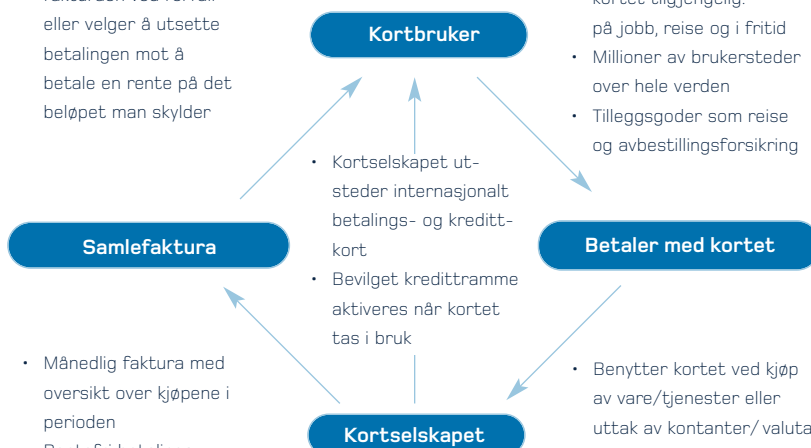 eller velger å utsette
betalingen mot å
betale en rente på det
beløpet man skylder
Kortbruker
kortet tilgjengelig:
på jobb, reise og i fritid
• Millioner av brukersteder
over hele verden
• Tilleggsgoder som reise
og avbestillingsforsikring
• Kortselskapet ut-
steder internasjonalt
betalings- og kreditt-
kort
• Bevilget kredittramme
aktiveres når kortet
tas i bruk
Samlefaktura
Betaler med kortet
• Månedlig faktura med
oversikt over kjøpene i
perioden
Kortselskapet
• Benytter kortet ved kjøp
av vare/tjenester eller
uttak av kontanter/ valuta